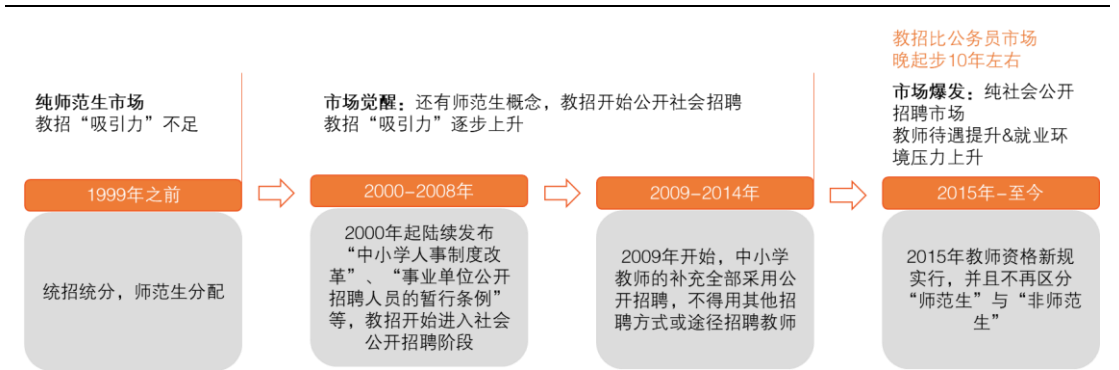 教招比公务员市场
晚起步10年左右
纯师范生市场
教招“吸引力”不足
市场觉醒：还有师范生概念，教招开始公开社会招聘
教招“吸引力”逐步上升
市场爆发：纯社会公开
招聘市场
教师待遇提升&就业环
境压力上升
1999年之前
2000-2008年
2009-2014年
2015年-至今
统招统分，师范生分配
2000年起陆续发布
“中小学人事制度改
革”、“事业单位公开
招聘人员的暂行条例”
等，教招开始进入社会
公开招聘阶段
2009年开始，中小学
教师的补充全部采用公
开招聘，不得用其他招
聘方式或途径招聘教师
2015年教师资格新规
实行，并且不再区分
“师范生”与“非师范
生”